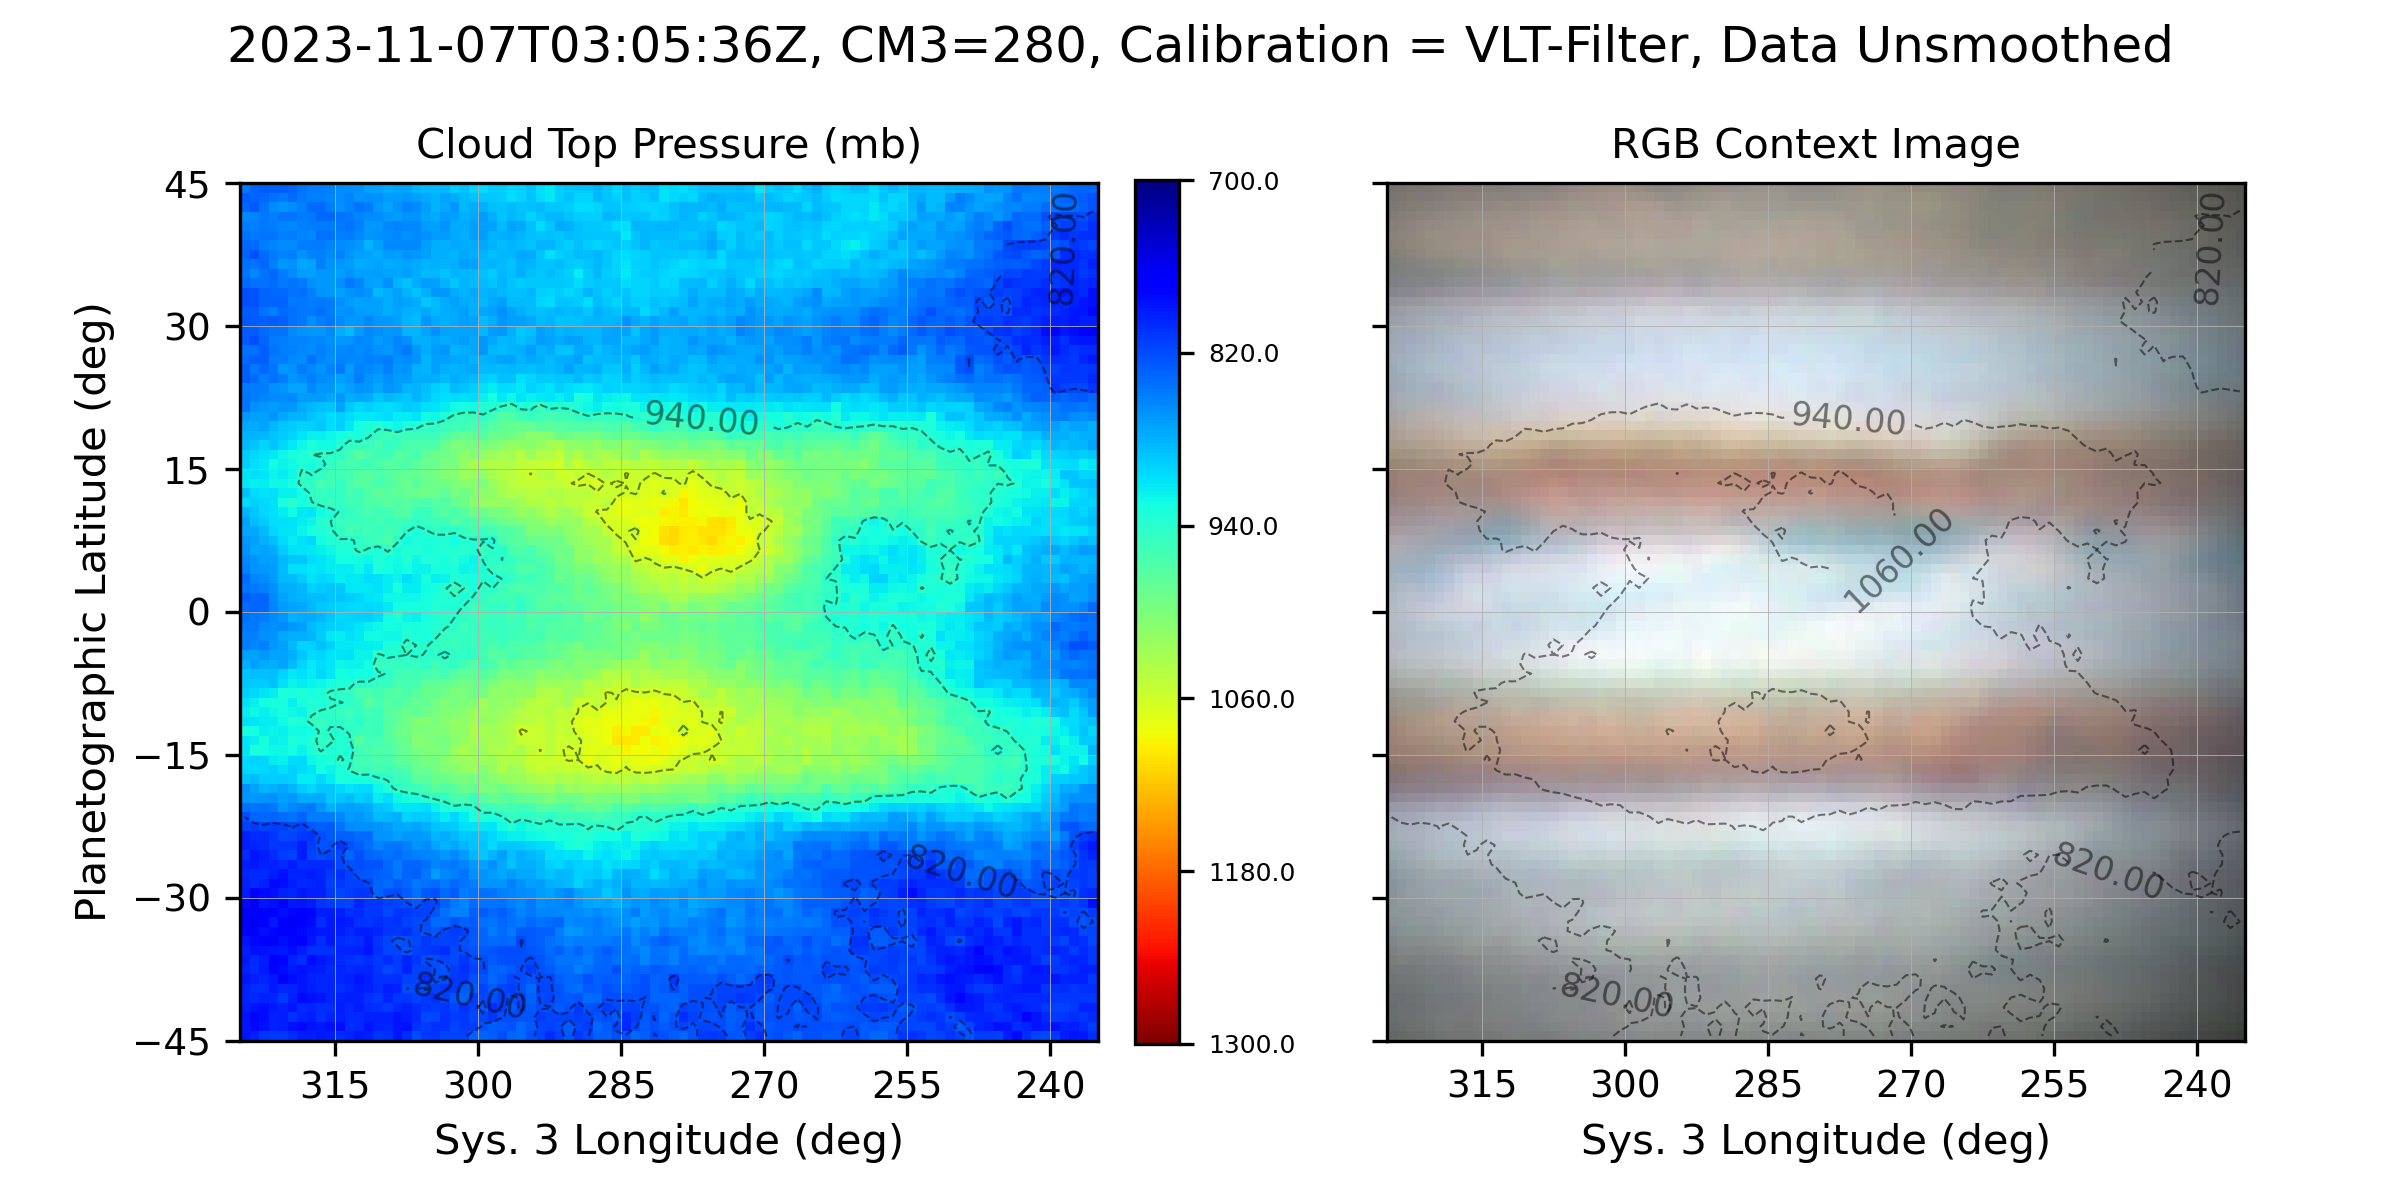 2023-11-07T03:05:36Z, CM3=280, Calibration = VLT-Filter, Data Unsmoothed
Cloud Top Pressure (mb)
RGB Context Image
Planetographic Latitude (deg)
45
30
15
0
−15
−30
−45
315 300 285 270 255 240
Sys. 3 Longitude (deg)
820.00
940.00
820.00
820.00
700.0
820.0
940.0
1060.0
1180.0
1300.0
820.00
940.00
1060.00
820.00
820.00
315 300 285 270 255 240
Sys. 3 Longitude (deg)